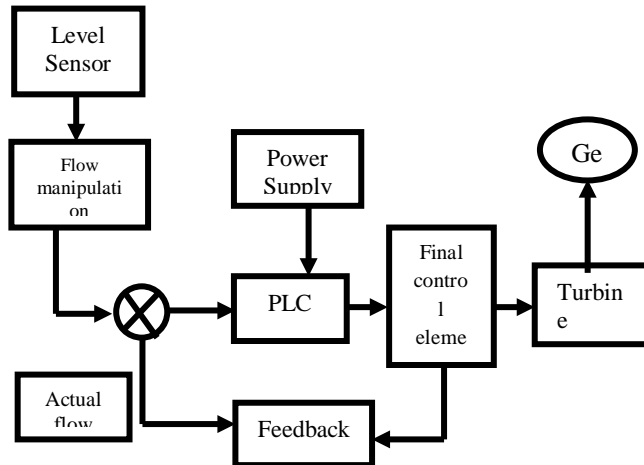 Level
Sensor
Flow
manipulati
on
Power
Supply
Ge
PLC
Final
contro
l
eleme
Turbin
e
Actual
flow
Feedback